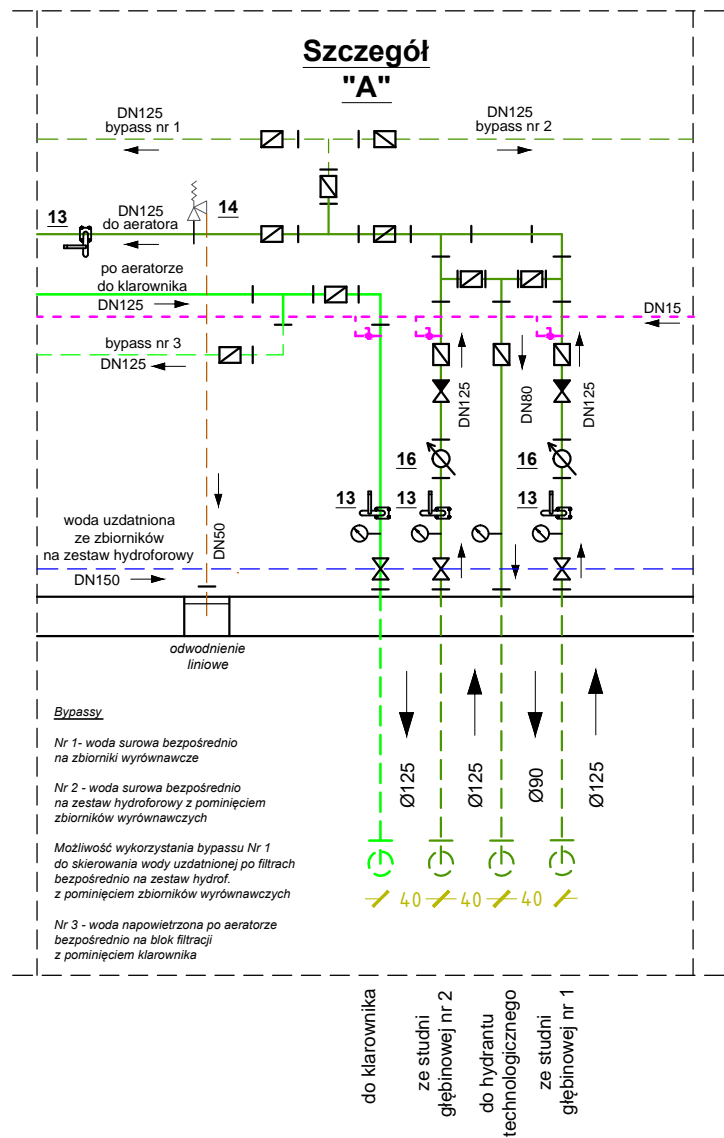 Szczegół
"A"
DN125
bypass nr 1
DN125
bypass nr 2
13
DN125
do aeratora
14
po aeratorze
do klarownika
DN125
DN15
bypass nr 3
DN125
DN125
DN80
DN125
16
16
13
13
13
woda uzdatniona
ze zbiorników
na zestaw hydroforowy
DN150
DN50
odwodnienie
liniowe
Bypassy
Nr 1- woda surowa bezpośrednio
na zbiorniki wyrównawcze
Nr 2 - woda surowa bezpośrednio
na zestaw hydroforowy z pominięciem
zbiorników wyrównawczych
Możliwość wykorzystania bypassu Nr 1
do skierowania wody uzdatnionej po filtrach
bezpośrednio na zestaw hydrof.
z pominięciem zbiorników wyrównawczych
Nr 3 - woda napowietrzona po aeratorze
bezpośrednio na blok filtracji
z pominięciem klarownika
Ø125
Ø125
Ø90
Ø125
40
40
40
do klarownika
ze studni
głębinowej nr 2
do hydrantu
technologicznego
ze studni
głębinowej nr 1